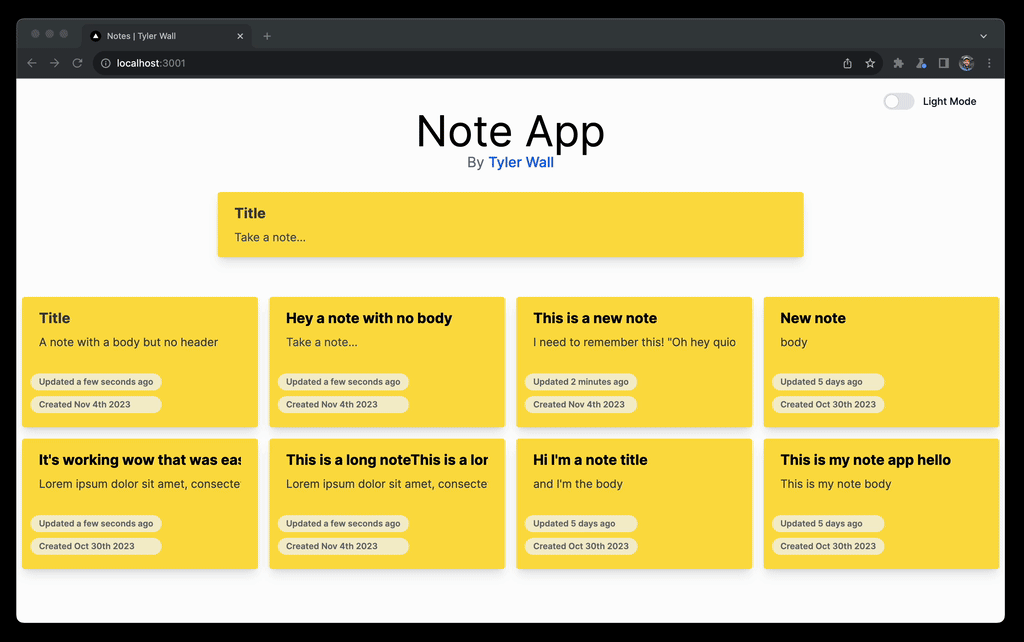 Notes | Tyler Wall
localhost:3001
Light Mode
Note App
By Tyler Wall
Title
Take a note...
Title
A note with a body but no header
Updated a few seconds ago
Created Nov 4th 2023
Hey a note with no body
Take a note...
Updated a few seconds ago
Created Nov 4th 2023
This is a new note
I need to remember this! "Oh hey quio
Updated 2 minutes ago
Created Nov 4th 2023
New note
body
Updated 5 days ago
Created Oct 30th 2023
It's working wow that was eas
Lorem ipsum dolor sit amet, consecte
Updated a few seconds ago
Created Oct 30th 2023
This is a long noteThis is a lor
Lorem ipsum dolor sit amet, consecte
Updated a few seconds ago
Created Nov 4th 2023
Hi I'm a note title
and I'm the body
Updated 5 days ago
Created Oct 30th 2023
This is my note app hello
This is my note body
Updated 5 days ago
Created Oct 30th 2023